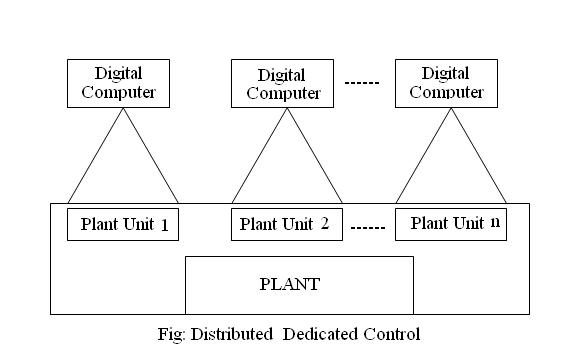 Digital
Computer
Digital
Computer
Digital
Computer
Plant Unit 1
Plant Unit 2
Plant Unit n
PLANT
Fig: Distributed Dedicated Control